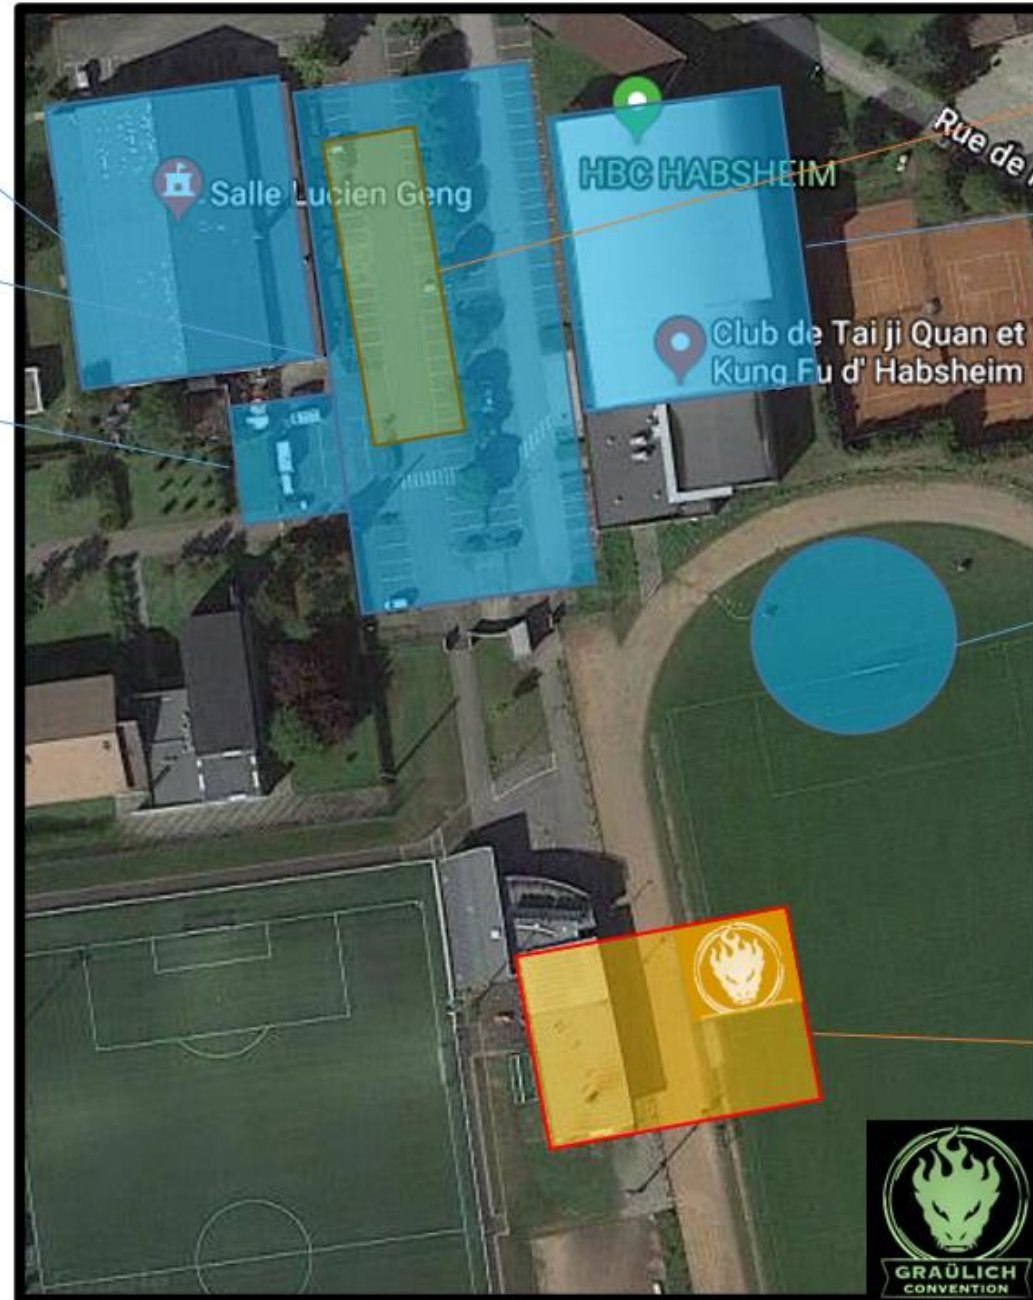 Rue de
HBC HABSHEIM
Salle Lucien Geng
Club de Tai ji Quan et
Kung Fu d' Habsheim
GRAÜLICH
CONVENTION